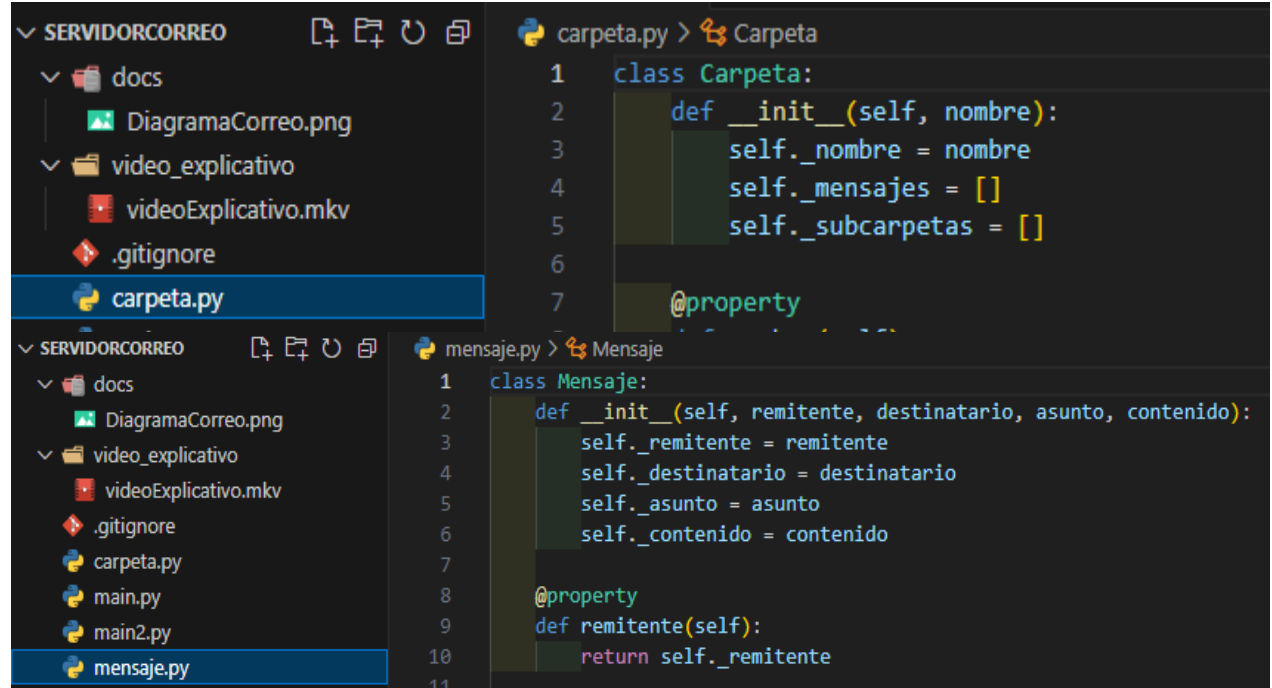 SERVIDORCORREO
docs
DiagramaCorreo.png
video_explicativo
videoExplicativo.mkv
.gitignore
carpeta.py
carpeta.py > Carpeta
1 class Carpeta:
2     def __init__(self, nombre):
3         self._nombre = nombre
4         self._mensajes = []
5         self._subcarpetas = []
6
7     @property
SERVIDORCORREO
docs
DiagramaCorreo.png
video_explicativo
videoExplicativo.mkv
.gitignore
carpeta.py
main.py
main2.py
mensaje.py
mensaje.py > Mensaje
1 class Mensaje:
2     def __init__(self, remitente, destinatario, asunto, contenido):
3         self._remitente = remitente
4         self._destinatario = destinatario
5         self._asunto = asunto
6         self._contenido = contenido
7
8     @property
9     def remitente(self):
10         return self._remitente
11